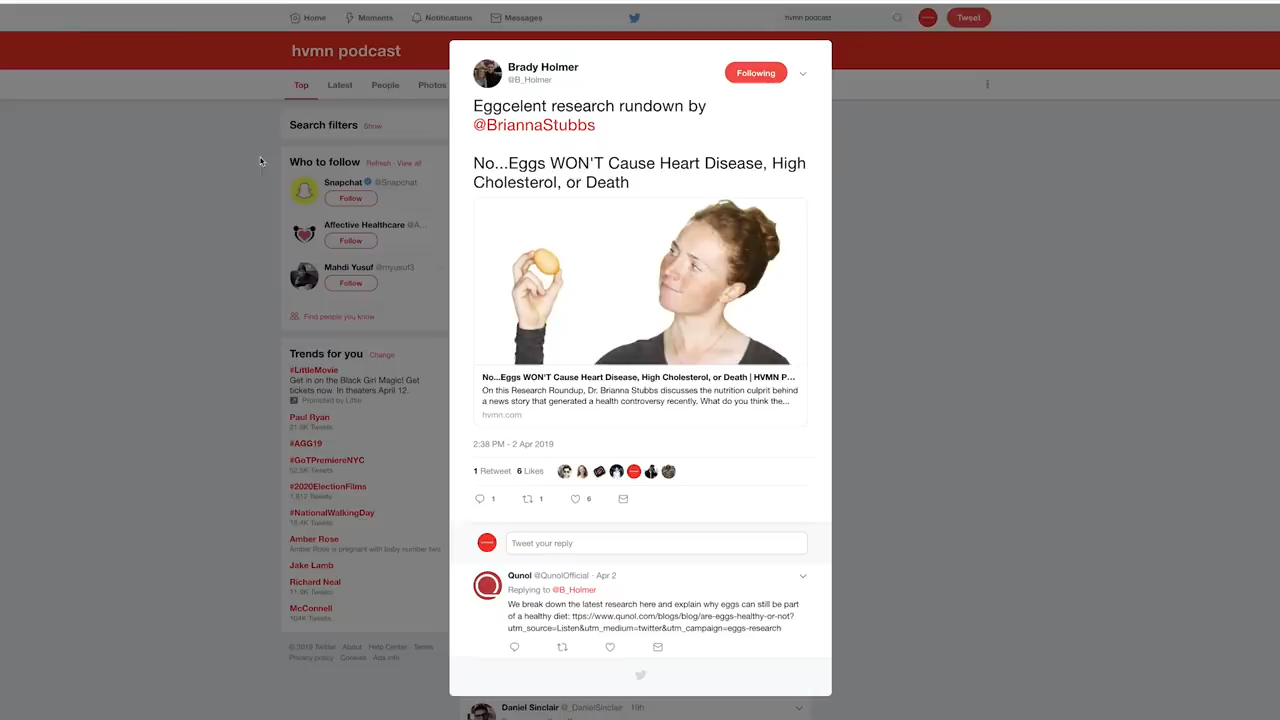 Home
Moments
Notifications
Messages
hvmn podcast
Tweet
hvmn podcast
Top
Latest
People
Photos
Search filters Show
Who to follow Refresh · View all
Snapchat @Snapchat
Follow
Affective Healthcare @A...
Follow
Mahdi Yusuf @myusuf3
Follow
Find people you know
Trends for you Change
#LittleMovie
Get in on the Black Girl Magic! Get
tickets now. In theaters April 12.
Promoted by Little
Paul Ryan
21.9K Tweets
#AGG19
#GoTPremiereNYC
52.5K Tweets
#2020ElectionFilms
1,812 Tweets
#NationalWalkingDay
18.4K Tweets
Amber Rose
Amber Rose is pregnant with baby number two
Jake Lamb
Richard Neal
11.9K Tweets
McConnell
104K Tweets
© 2019 Twitter About Help Center Terms
Privacy policy Cookies Ads info
Brady Holmer
@B_Holmer
Following
Eggcelent research rundown by
@BriannaStubbs
No...Eggs WON'T Cause Heart Disease, High
Cholesterol, or Death
No...Eggs WON'T Cause Heart Disease, High Cholesterol, or Death | HVMN P...
On this Research Roundup, Dr. Brianna Stubbs discusses the nutrition culprit behind
a news story that generated a health controversy recently. What do you think the...
hvmn.com
2:38 PM - 2 Apr 2019
1 Retweet 6 Likes
1 1 6
Tweet your reply
Qunol @QunolOfficial · Apr 2
Replying to @B_Holmer
We break down the latest research here and explain why eggs can still be part
of a healthy diet: ttps://www.qunol.com/blogs/blog/are-eggs-healthy-or-not?
utm_source=Listen&utm_medium=twitter&utm_campaign=eggs-research
Daniel Sinclair @_DanielSinclair 19h